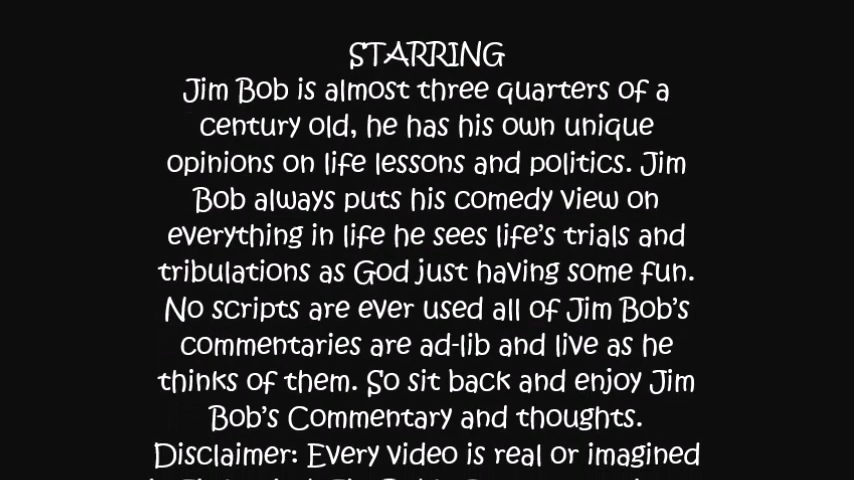 STARRING
Jim Bob is almost three quarters of a
century old, he has his own unique
opinions on life lessons and politics. Jim
Bob always puts his comedy view on
everything in life he sees life's trials and
tribulations as God just having some fun.
No scripts are ever used all of Jim Bob's
commentaries are ad-lib and live as he
thinks of them. So sit back and enjoy Jim
Bob's Commentary and thoughts.
Disclaimer: Every video is real or imagined